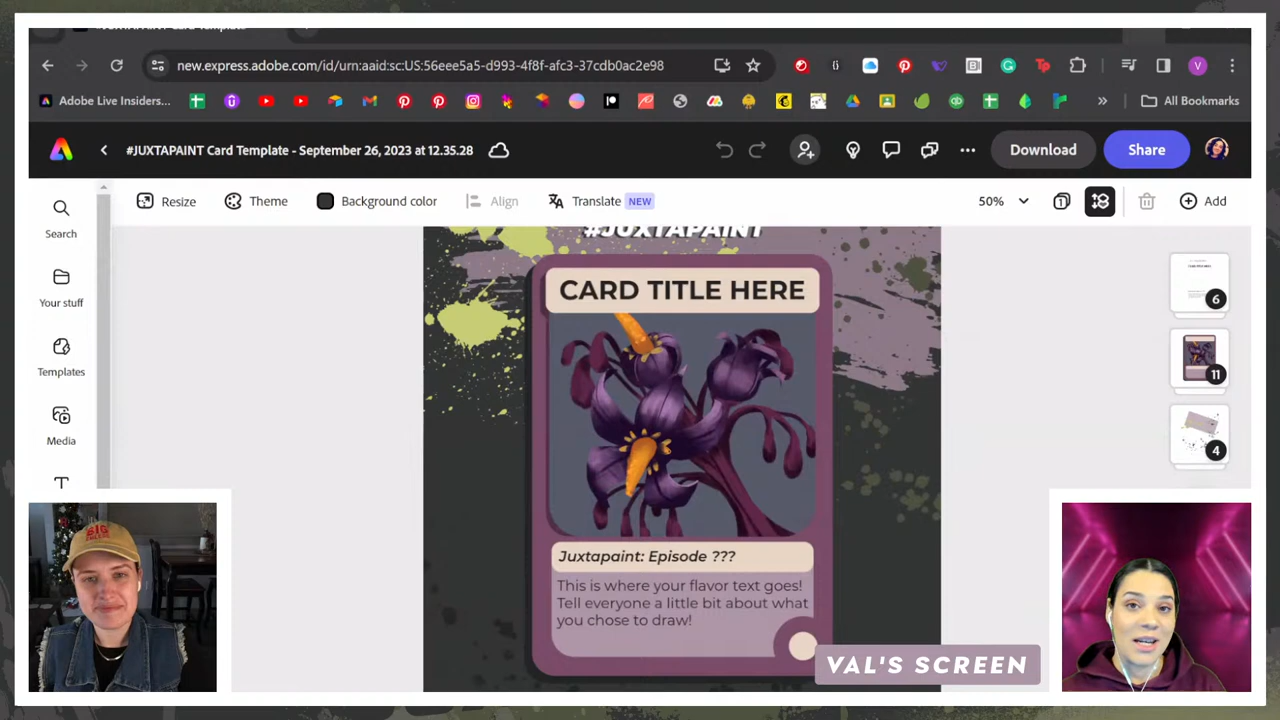 new.express.adobe.com/id/urn:aaid:sc:US:56eee5a5-d993-4f8f-afc3-37cdb0ac2e98
Adobe Live Insiders...
All Bookmarks
#JUXTAPAINT Card Template - September 26, 2023 at 12.35.28
Download
Share
Resize
Theme
Background color
Align
Translate NEW
50%
Add
Search
Your stuff
Templates
Media
#JUXTAPAINT
CARD TITLE HERE
Juxtapaint: Episode ???
This is where your flavor text goes!
Tell everyone a little bit about what
you chose to draw!
6
11
4
VAL'S SCREEN